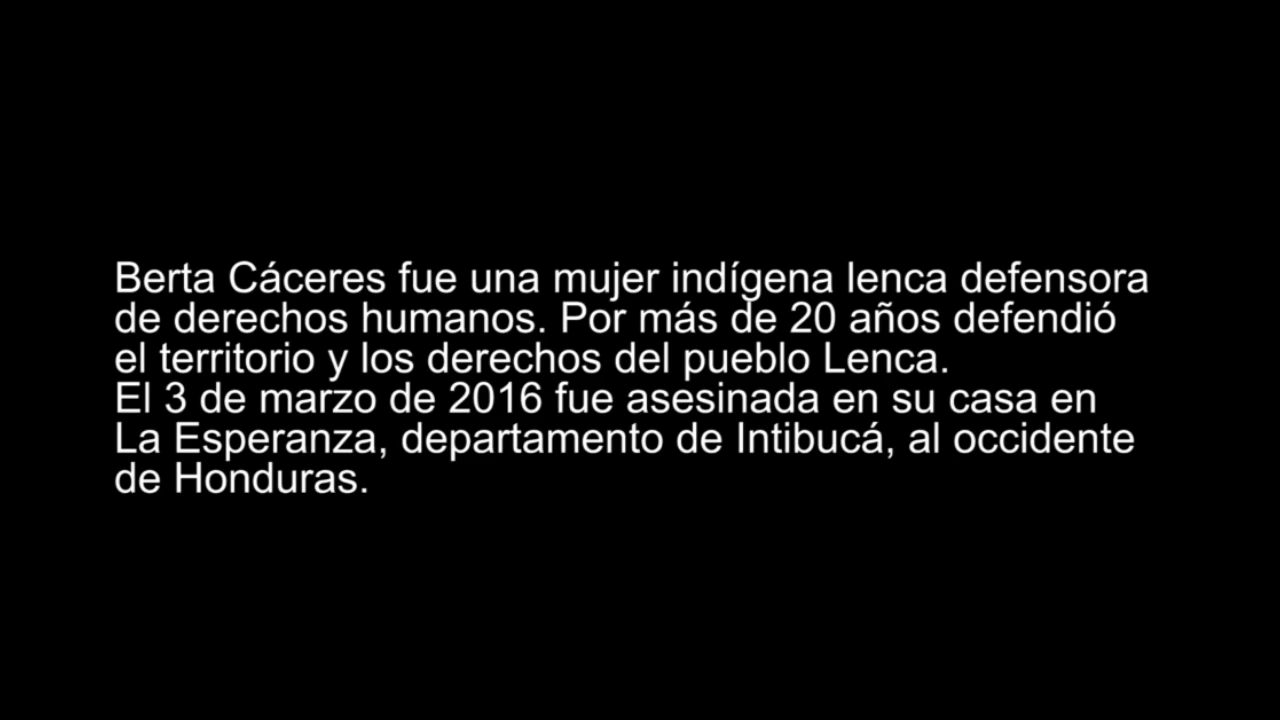 Berta Cáceres fue una mujer indígena lenca defensora
de derechos humanos. Por más de 20 años defendió
el territorio y los derechos del pueblo Lenca.
El 3 de marzo de 2016 fue asesinada en su casa en
La Esperanza, departamento de Intibucá, al occidente
de Honduras.